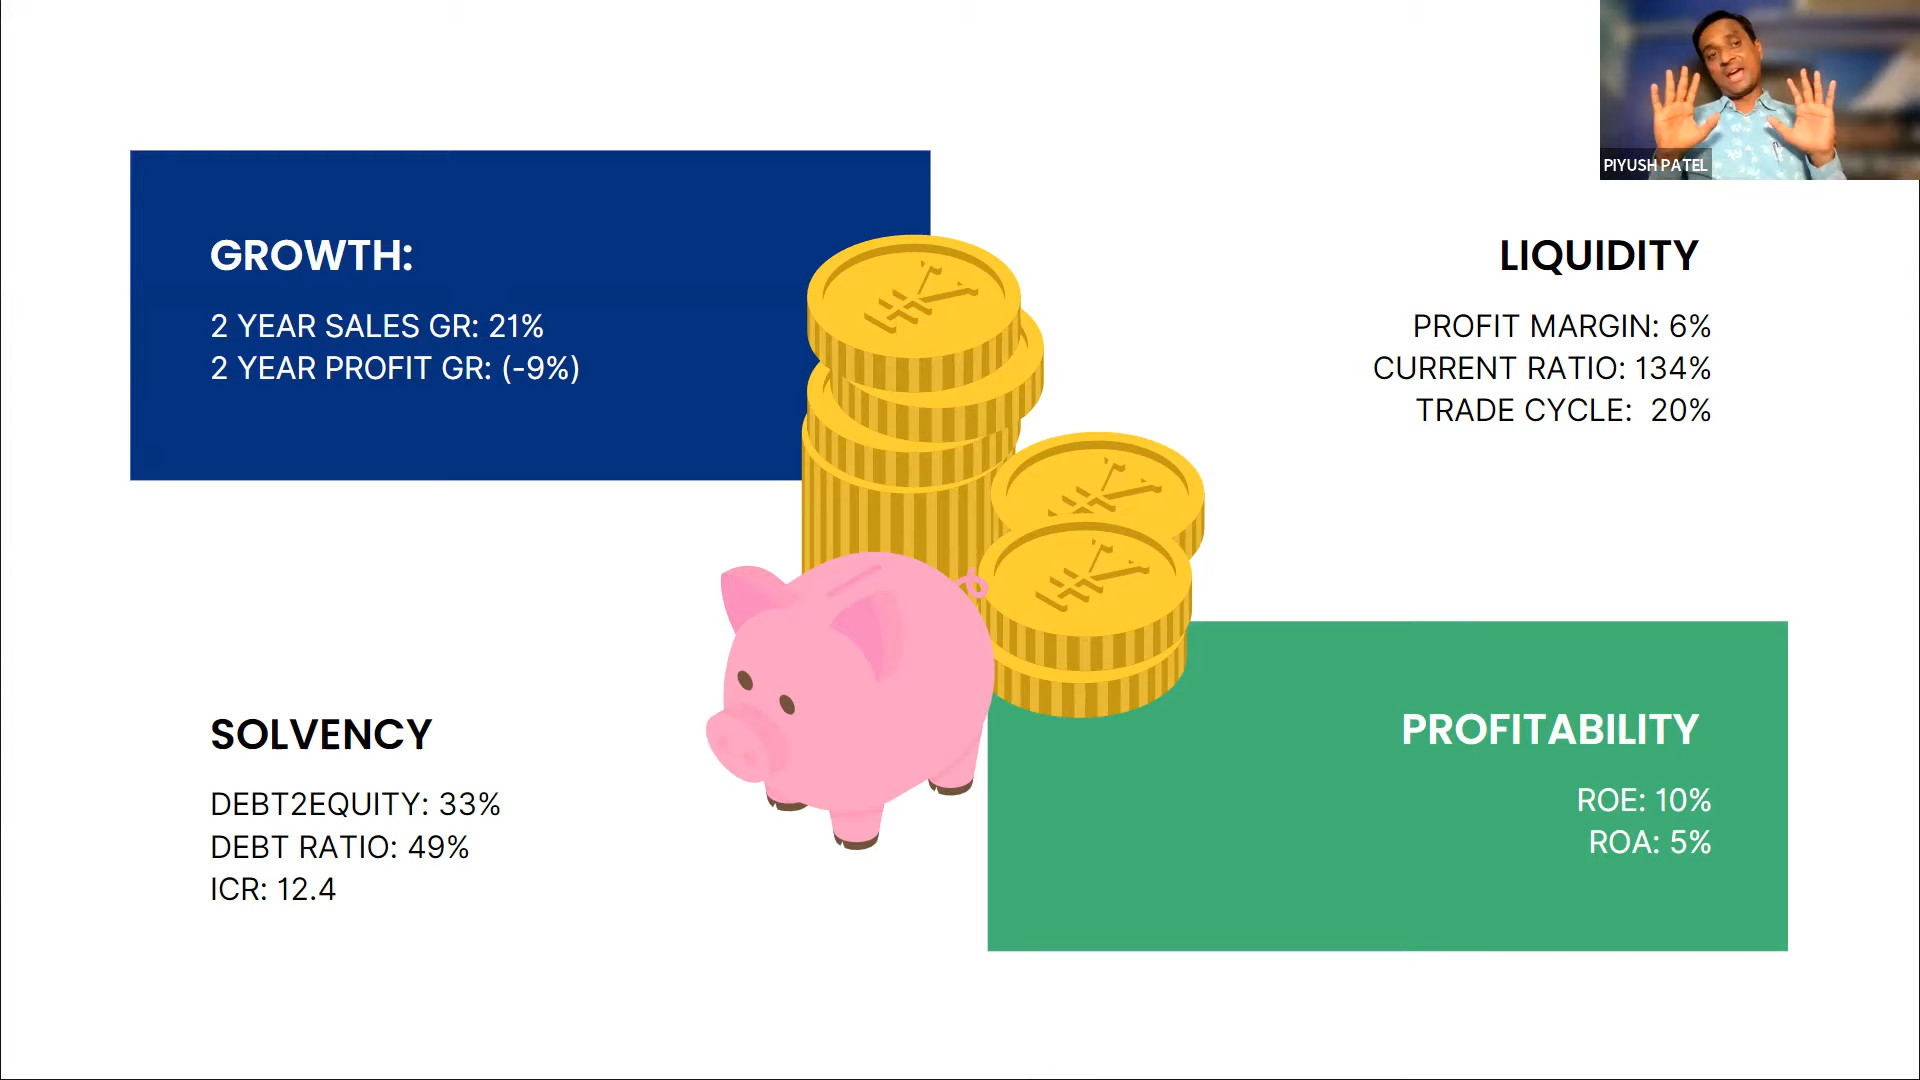 PIYUSH PATEL
GROWTH:
2 YEAR SALES GR: 21%
2 YEAR PROFIT GR: (-9%)
LIQUIDITY
PROFIT MARGIN: 6%
CURRENT RATIO: 134%
TRADE CYCLE: 20%
SOLVENCY
DEBT2EQUITY: 33%
DEBT RATIO: 49%
ICR: 12.4
PROFITABILITY
ROE: 10%
ROA: 5%